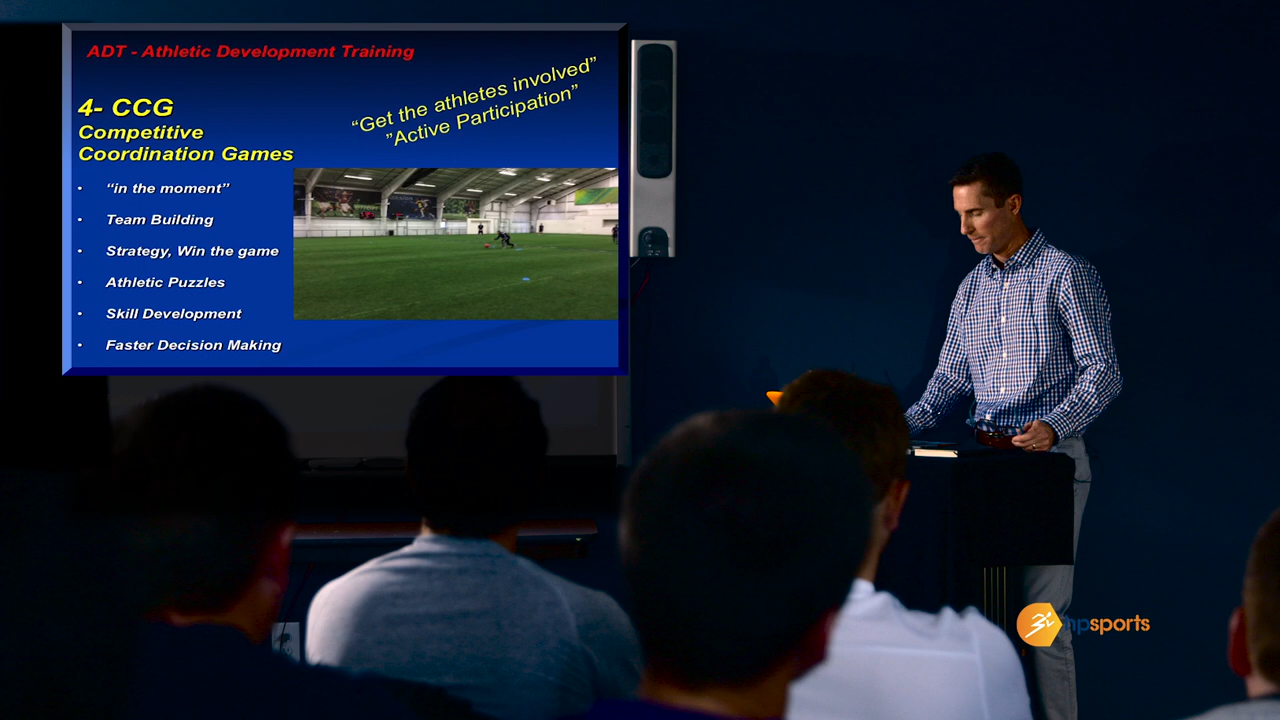 ADT - Athletic Development Training
“Get the athletes involved”
”Active Participation”
4- CCG
Competitive
Coordination Games
• “in the moment”
• Team Building
• Strategy, Win the game
• Athletic Puzzles
• Skill Development
• Faster Decision Making
hpsports